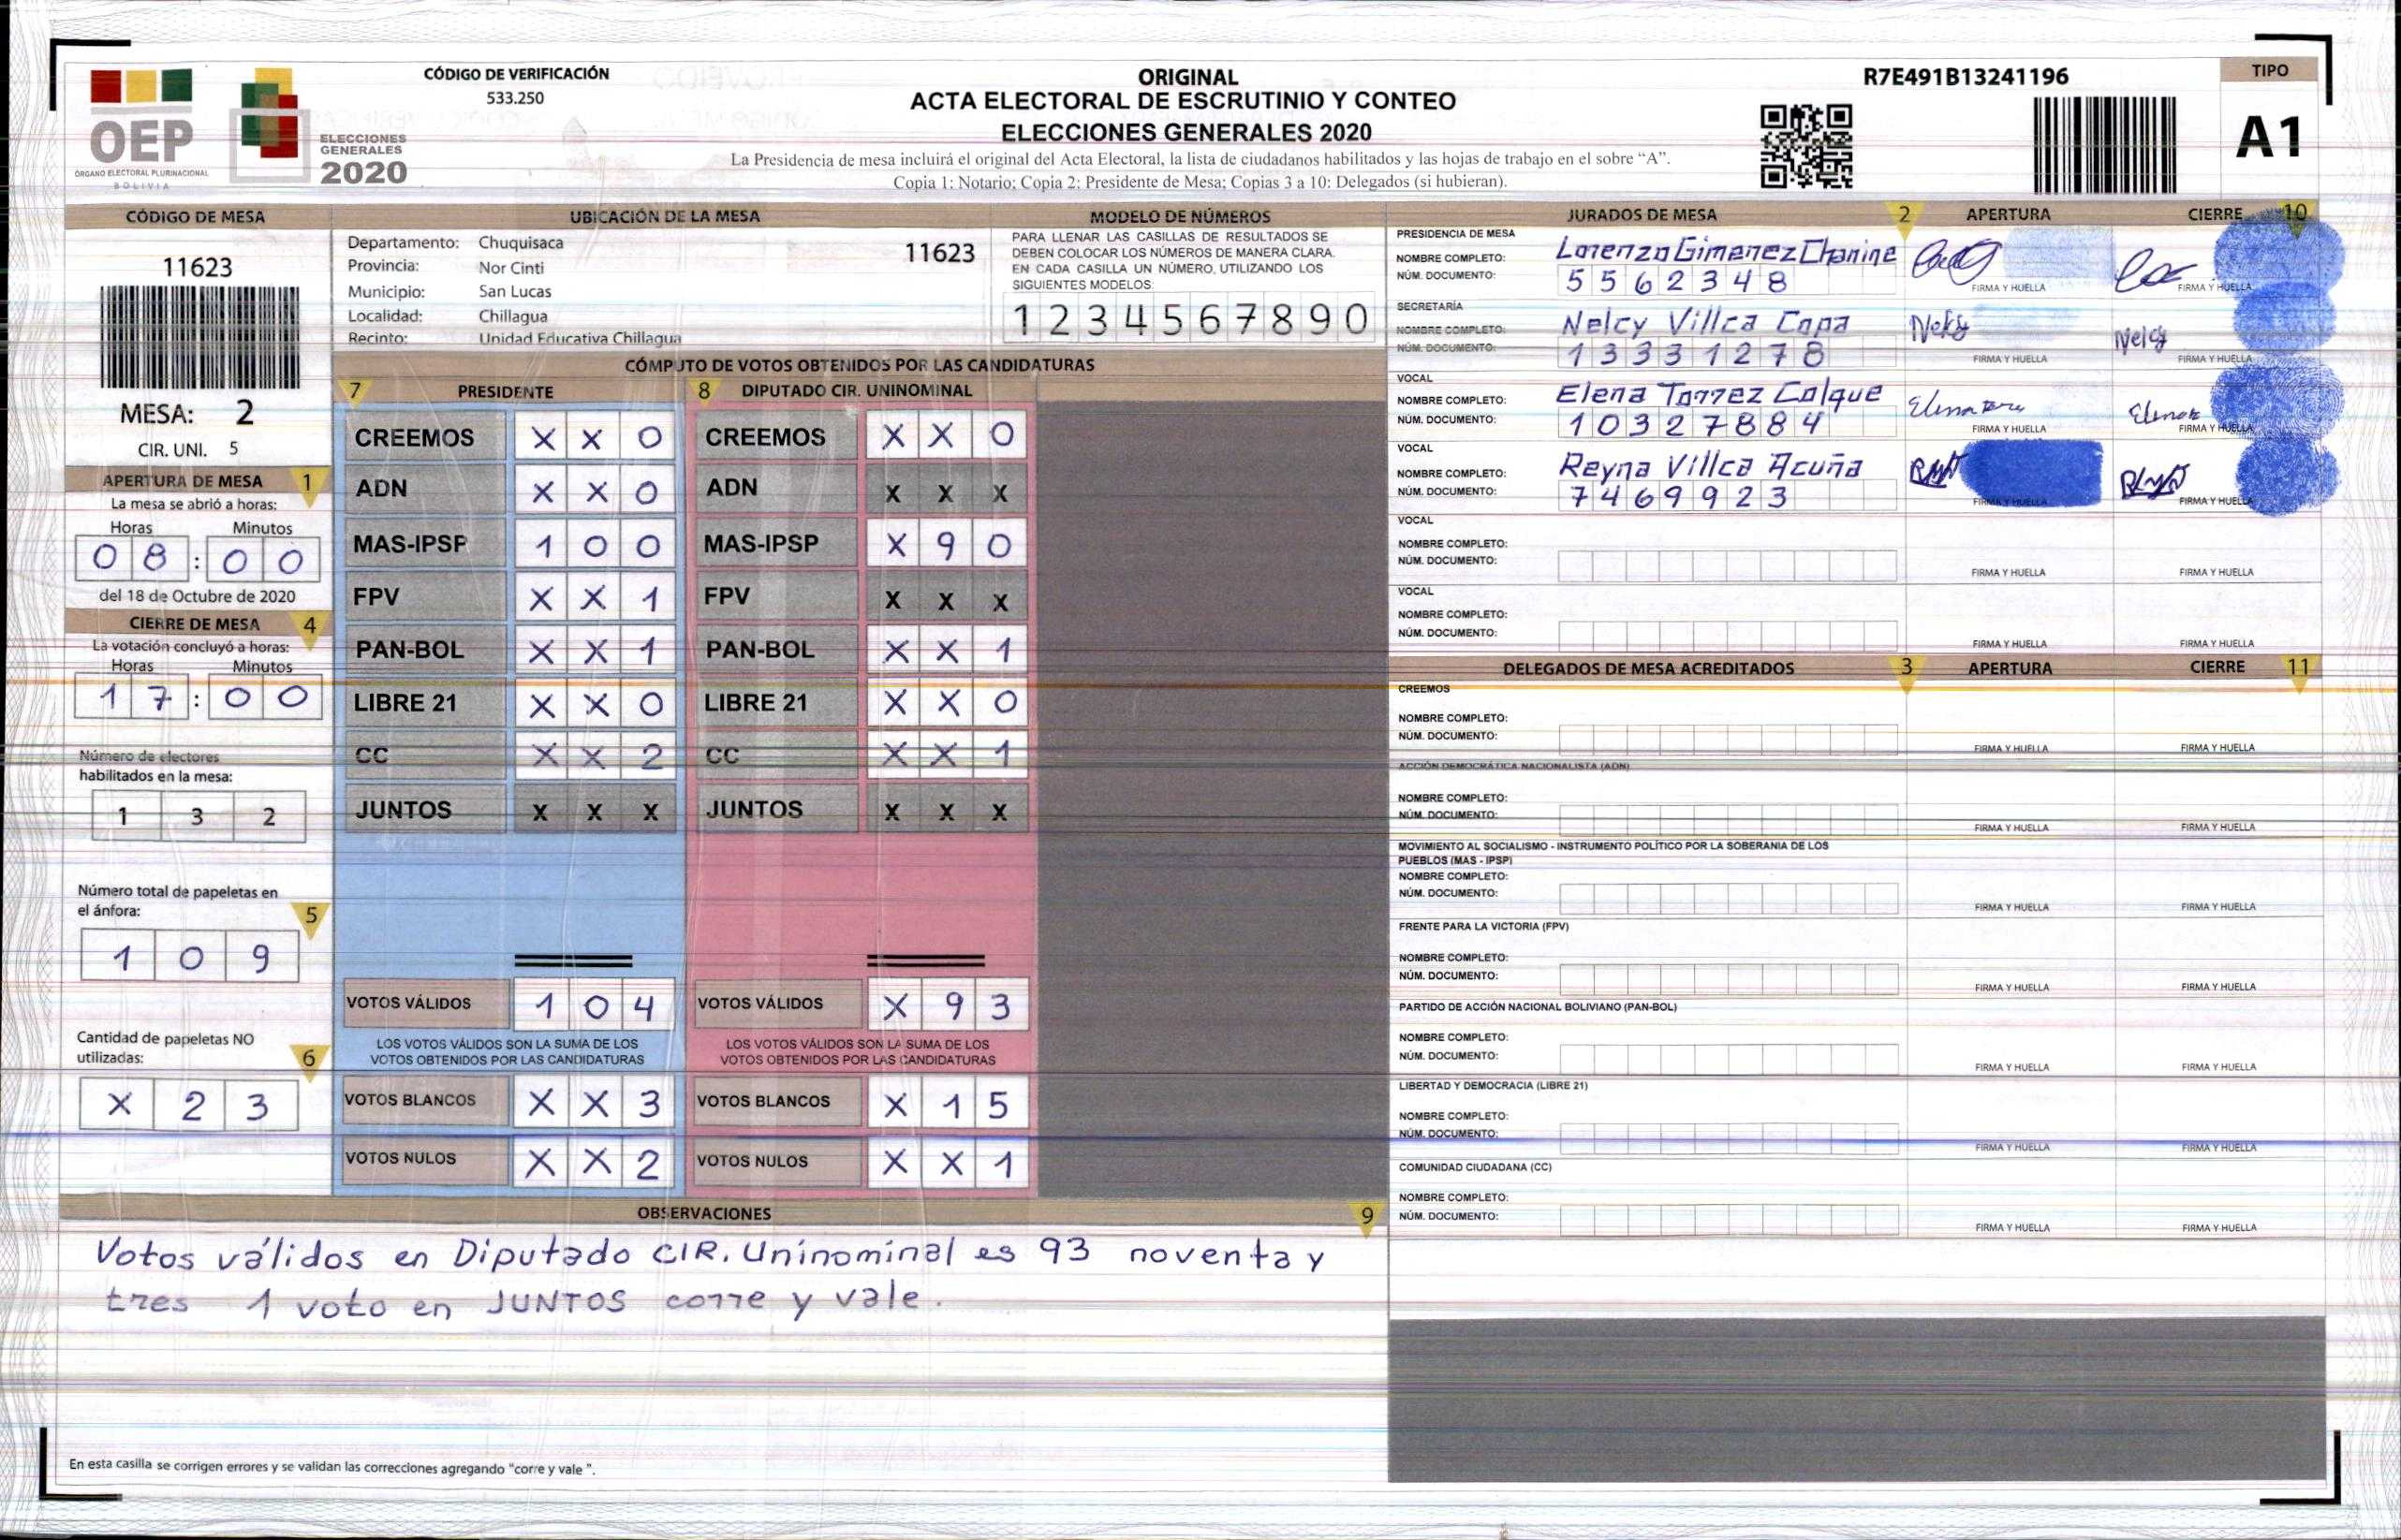 CÓDIGO DE VERIFICACIÓN
533.250
OEP
ÓRGANO ELECTORAL PLURINACIONAL
BOLIVIA
ELECCIONES
GENERALES
2020
ORIGINAL
ACTA ELECTORAL DE ESCRUTINIO Y CONTEO
ELECCIONES GENERALES 2020
La Presidencia de mesa incluirá el original del Acta Electoral, la lista de ciudadanos habilitados y las hojas de trabajo en el sobre “A”.
Copia 1: Notario; Copia 2: Presidente de Mesa; Copias 3 a 10: Delegados (si hubieran).
R7E491B13241196
TIPO
A1
CÓDIGO DE MESA
11623
MESA: 2
CIR. UNI. 5
APERTURA DE MESA 1
La mesa se abrió a horas:
Horas Minutos
0 8 : 0 0
del 18 de Octubre de 2020
CIERRE DE MESA 4
La votación concluyó a horas:
Horas Minutos
1 7 : 0 0
Número de electores
habilitados en la mesa:
1 3 2
Número total de papeletas en
el ánfora:
5
1 0 9
Cantidad de papeletas NO
utilizadas:
6
X 2 3
UBICACIÓN DE LA MESA
Departamento: Chuquisaca
11623
Provincia: Nor Cinti
Municipio: San Lucas
Localidad: Chillagua
Recinto: Unidad Educativa Chillagua
MODELO DE NÚMEROS
PARA LLENAR LAS CASILLAS DE RESULTADOS SE
DEBEN COLOCAR LOS NÚMEROS DE MANERA CLARA.
EN CADA CASILLA UN NÚMERO, UTILIZANDO LOS
SIGUIENTES MODELOS:
1 2 3 4 5 6 7 8 9 0
CÓMPUTO DE VOTOS OBTENIDOS POR LAS CANDIDATURAS
7 PRESIDENTE
CREEMOS X X 0
ADN X X 0
MAS-IPSP 1 0 0
FPV X X 1
PAN-BOL X X 1
LIBRE 21 X X 0
CC X X 2
JUNTOS X X X
VOTOS VÁLIDOS 1 0 4
LOS VOTOS VÁLIDOS SON LA SUMA DE LOS
VOTOS OBTENIDOS POR LAS CANDIDATURAS
VOTOS BLANCOS X X 3
VOTOS NULOS X X 2
8 DIPUTADO CIR. UNINOMINAL
CREEMOS X X 0
ADN X X X
MAS-IPSP X 9 0
FPV X X X
PAN-BOL X X 1
LIBRE 21 X X 0
CC X X 1
JUNTOS X X X
VOTOS VÁLIDOS X 9 3
LOS VOTOS VÁLIDOS SON LA SUMA DE LOS
VOTOS OBTENIDOS POR LAS CANDIDATURAS
VOTOS BLANCOS X 1 5
VOTOS NULOS X X 1
OBSERVACIONES 9
Votos válidos en Diputado CIR. Uninominal es 93 noventa y
tres 1 voto en JUNTOS corre y vale.
En esta casilla se corrigen errores y se validan las correcciones agregando “corre y vale ”.
JURADOS DE MESA 2 APERTURA CIERRE 10
PRESIDENCIA DE MESA
NOMBRE COMPLETO: Lorenzo Gimenez Chanine
NÚM. DOCUMENTO: 5 5 6 2 3 4 8
FIRMA Y HUELLA FIRMA Y HUELLA
SECRETARÍA
NOMBRE COMPLETO: Nelcy Villca Copa
NÚM. DOCUMENTO: 1 3 3 3 1 2 7 8
Nelcy
FIRMA Y HUELLA FIRMA Y HUELLA
VOCAL
NOMBRE COMPLETO: Elena Torrez Colque
NÚM. DOCUMENTO: 1 0 3 2 7 8 8 4
FIRMA Y HUELLA FIRMA Y HUELLA
VOCAL
NOMBRE COMPLETO: Reyna Villca Acuña
NÚM. DOCUMENTO: 7 4 6 9 9 2 3
FIRMA Y HUELLA FIRMA Y HUELLA
VOCAL
NOMBRE COMPLETO:
NÚM. DOCUMENTO:
FIRMA Y HUELLA FIRMA Y HUELLA
VOCAL
NOMBRE COMPLETO:
NÚM. DOCUMENTO:
FIRMA Y HUELLA FIRMA Y HUELLA
DELEGADOS DE MESA ACREDITADOS 3 APERTURA CIERRE 11
CREEMOS
NOMBRE COMPLETO:
NÚM. DOCUMENTO:
FIRMA Y HUELLA FIRMA Y HUELLA
ACCIÓN DEMOCRÁTICA NACIONALISTA (ADN)
NOMBRE COMPLETO:
NÚM. DOCUMENTO:
FIRMA Y HUELLA FIRMA Y HUELLA
MOVIMIENTO AL SOCIALISMO - INSTRUMENTO POLÍTICO POR LA SOBERANIA DE LOS
PUEBLOS (MAS - IPSP)
NOMBRE COMPLETO:
NÚM. DOCUMENTO:
FIRMA Y HUELLA FIRMA Y HUELLA
FRENTE PARA LA VICTORIA (FPV)
NOMBRE COMPLETO:
NÚM. DOCUMENTO:
FIRMA Y HUELLA FIRMA Y HUELLA
PARTIDO DE ACCIÓN NACIONAL BOLIVIANO (PAN-BOL)
NOMBRE COMPLETO:
NÚM. DOCUMENTO:
FIRMA Y HUELLA FIRMA Y HUELLA
LIBERTAD Y DEMOCRACIA (LIBRE 21)
NOMBRE COMPLETO:
NÚM. DOCUMENTO:
FIRMA Y HUELLA FIRMA Y HUELLA
COMUNIDAD CIUDADANA (CC)
NOMBRE COMPLETO:
NÚM. DOCUMENTO:
FIRMA Y HUELLA FIRMA Y HUELLA